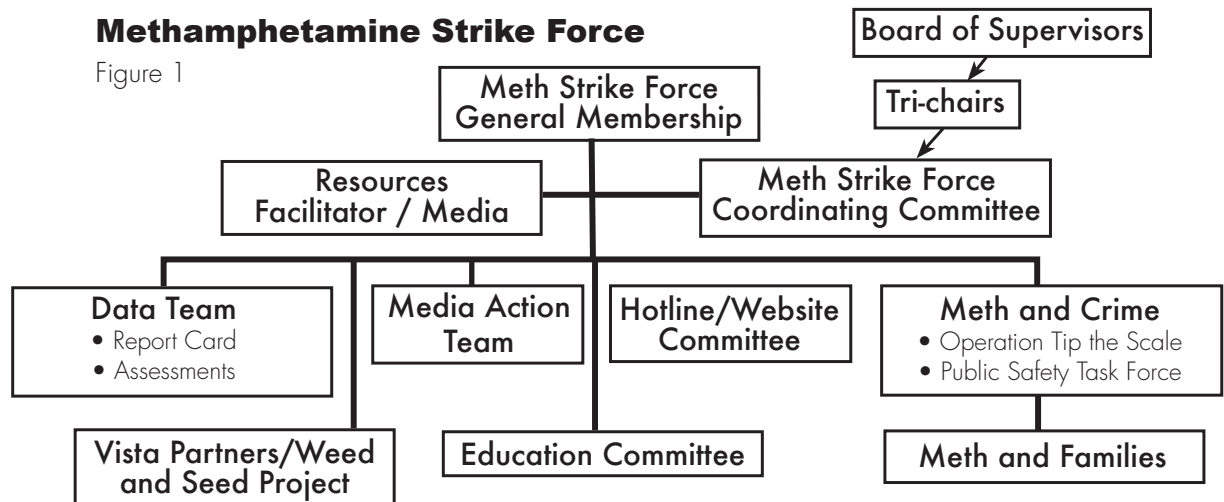 Methamphetamine Strike Force
Figure 1
Board of Supervisors
Tri-chairs
Meth Strike Force
General Membership
Resources
Facilitator / Media
Meth Strike Force
Coordinating Committee
Data Team
• Report Card
• Assessments
Media Action
Team
Hotline/Website
Committee
Meth and Crime
• Operation Tip the Scale
• Public Safety Task Force
Vista Partners/Weed
and Seed Project
Education Committee
Meth and Families